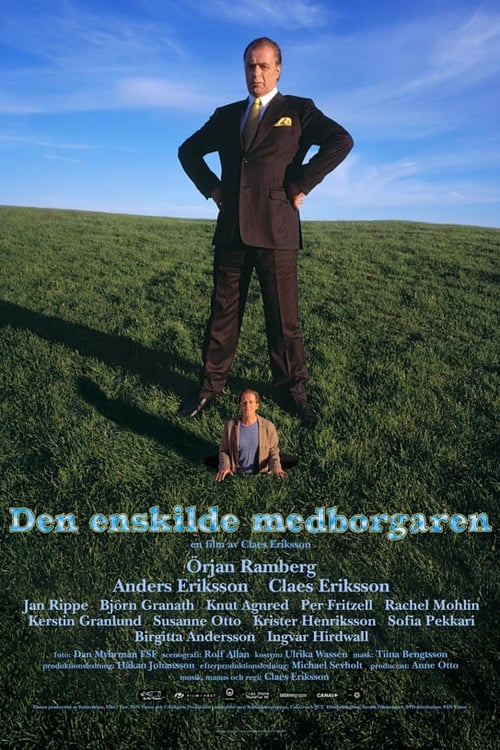 Den enskilde medborgaren
en film av Claes Eriksson
Örjan Ramberg
Anders Eriksson Claes Eriksson
Jan Rippe Björn Granath Knut Agnred Per Fritzell Rachel Mohlin
Kerstin Granlund Susanne Otto Krister Henriksson Sofia Pekkari
Birgitta Andersson Ingvar Hirdwall
foto: Dan Myhrman FSF scenografi: Rolf Allan kostym: Ulrika Wassén mask: Tiina Bengtsson
produktionsledning: Håkan Johansson efterproduktionsledning: Michael Sevholt producent: Anne Otto
musik, manus och regi: Claes Eriksson
CANAL+